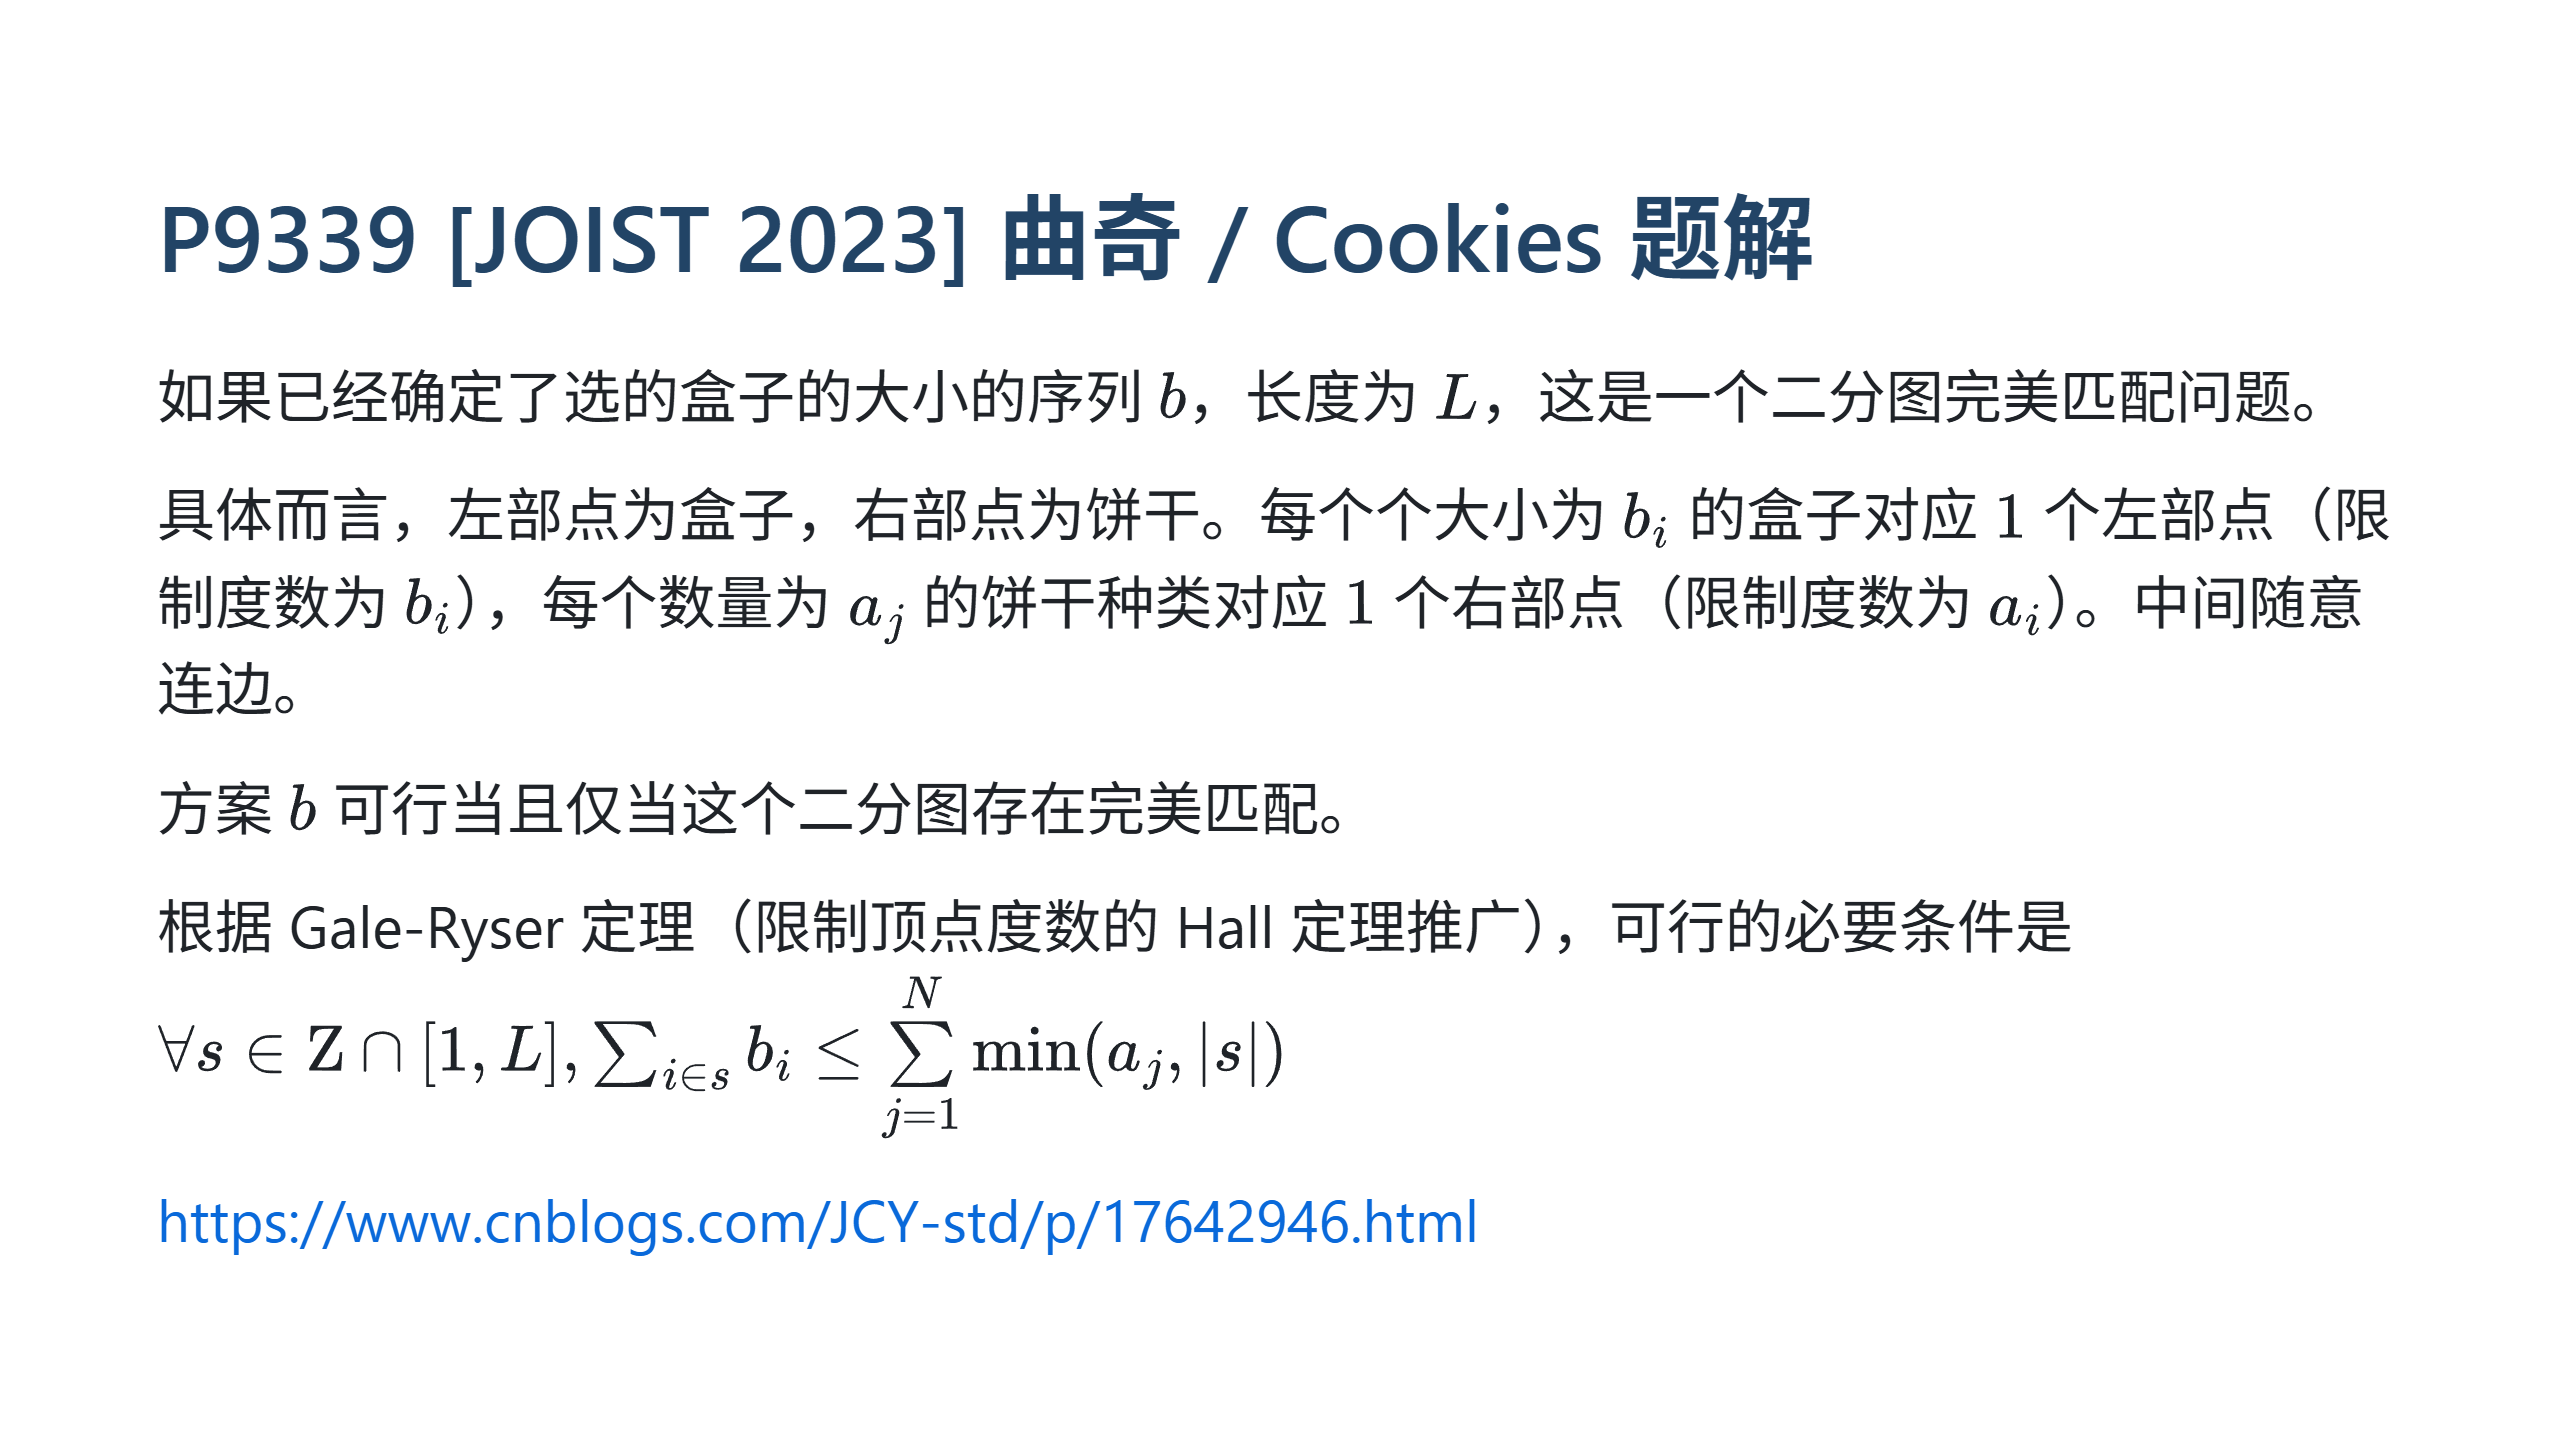 P9339 [JOIST 2023] 曲奇 / Cookies 题解
如果已经确定了选的盒子的大小的序列 b，长度为 L，这是一个二分图完美匹配问题。
具体而言，左部点为盒子，右部点为饼干。每个个大小为 b_i 的盒子对应 1 个左部点（限
制度数为 b_i），每个数量为 a_j 的饼干种类对应 1 个右部点（限制度数为 a_i）。中间随意
连边。
方案 b 可行当且仅当这个二分图存在完美匹配。
根据 Gale-Ryser 定理（限制顶点度数的 Hall 定理推广），可行的必要条件是
∀s ∈ Z ∩ [1, L], ∑_{i∈s} b_i ≤ ∑_{j=1}^{N} min(a_j, |s|)
https://www.cnblogs.com/JCY-std/p/17642946.html